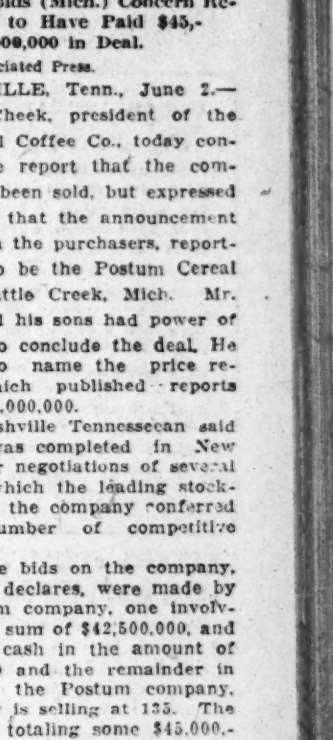 (Mich.) Concern Re-
to Have Paid $45,-
000,000 in Deal.
ciated Press.
ILLE, Tenn., June 2.—
Cheek, president of the
l Coffee Co., today con-
e report that the com-
been sold, but expressed
that the announcement
the purchasers, report-
o be the Postum Cereal
ttle Creek, Mich. Mr.
l his sons had power of
o conclude the deal. He
o name the price re-
hich published reports
,000,000.
shville Tennesseean said
was completed in New
r negotiations of several
which the leading stock-
the company conferred
umber of competitive
e bids on the company,
declares, were made by
m company, one involv-
sum of $42,500,000, and
cash in the amount of
and the remainder in
the Postum company,
is selling at 135. The
totaling some $45,000,-